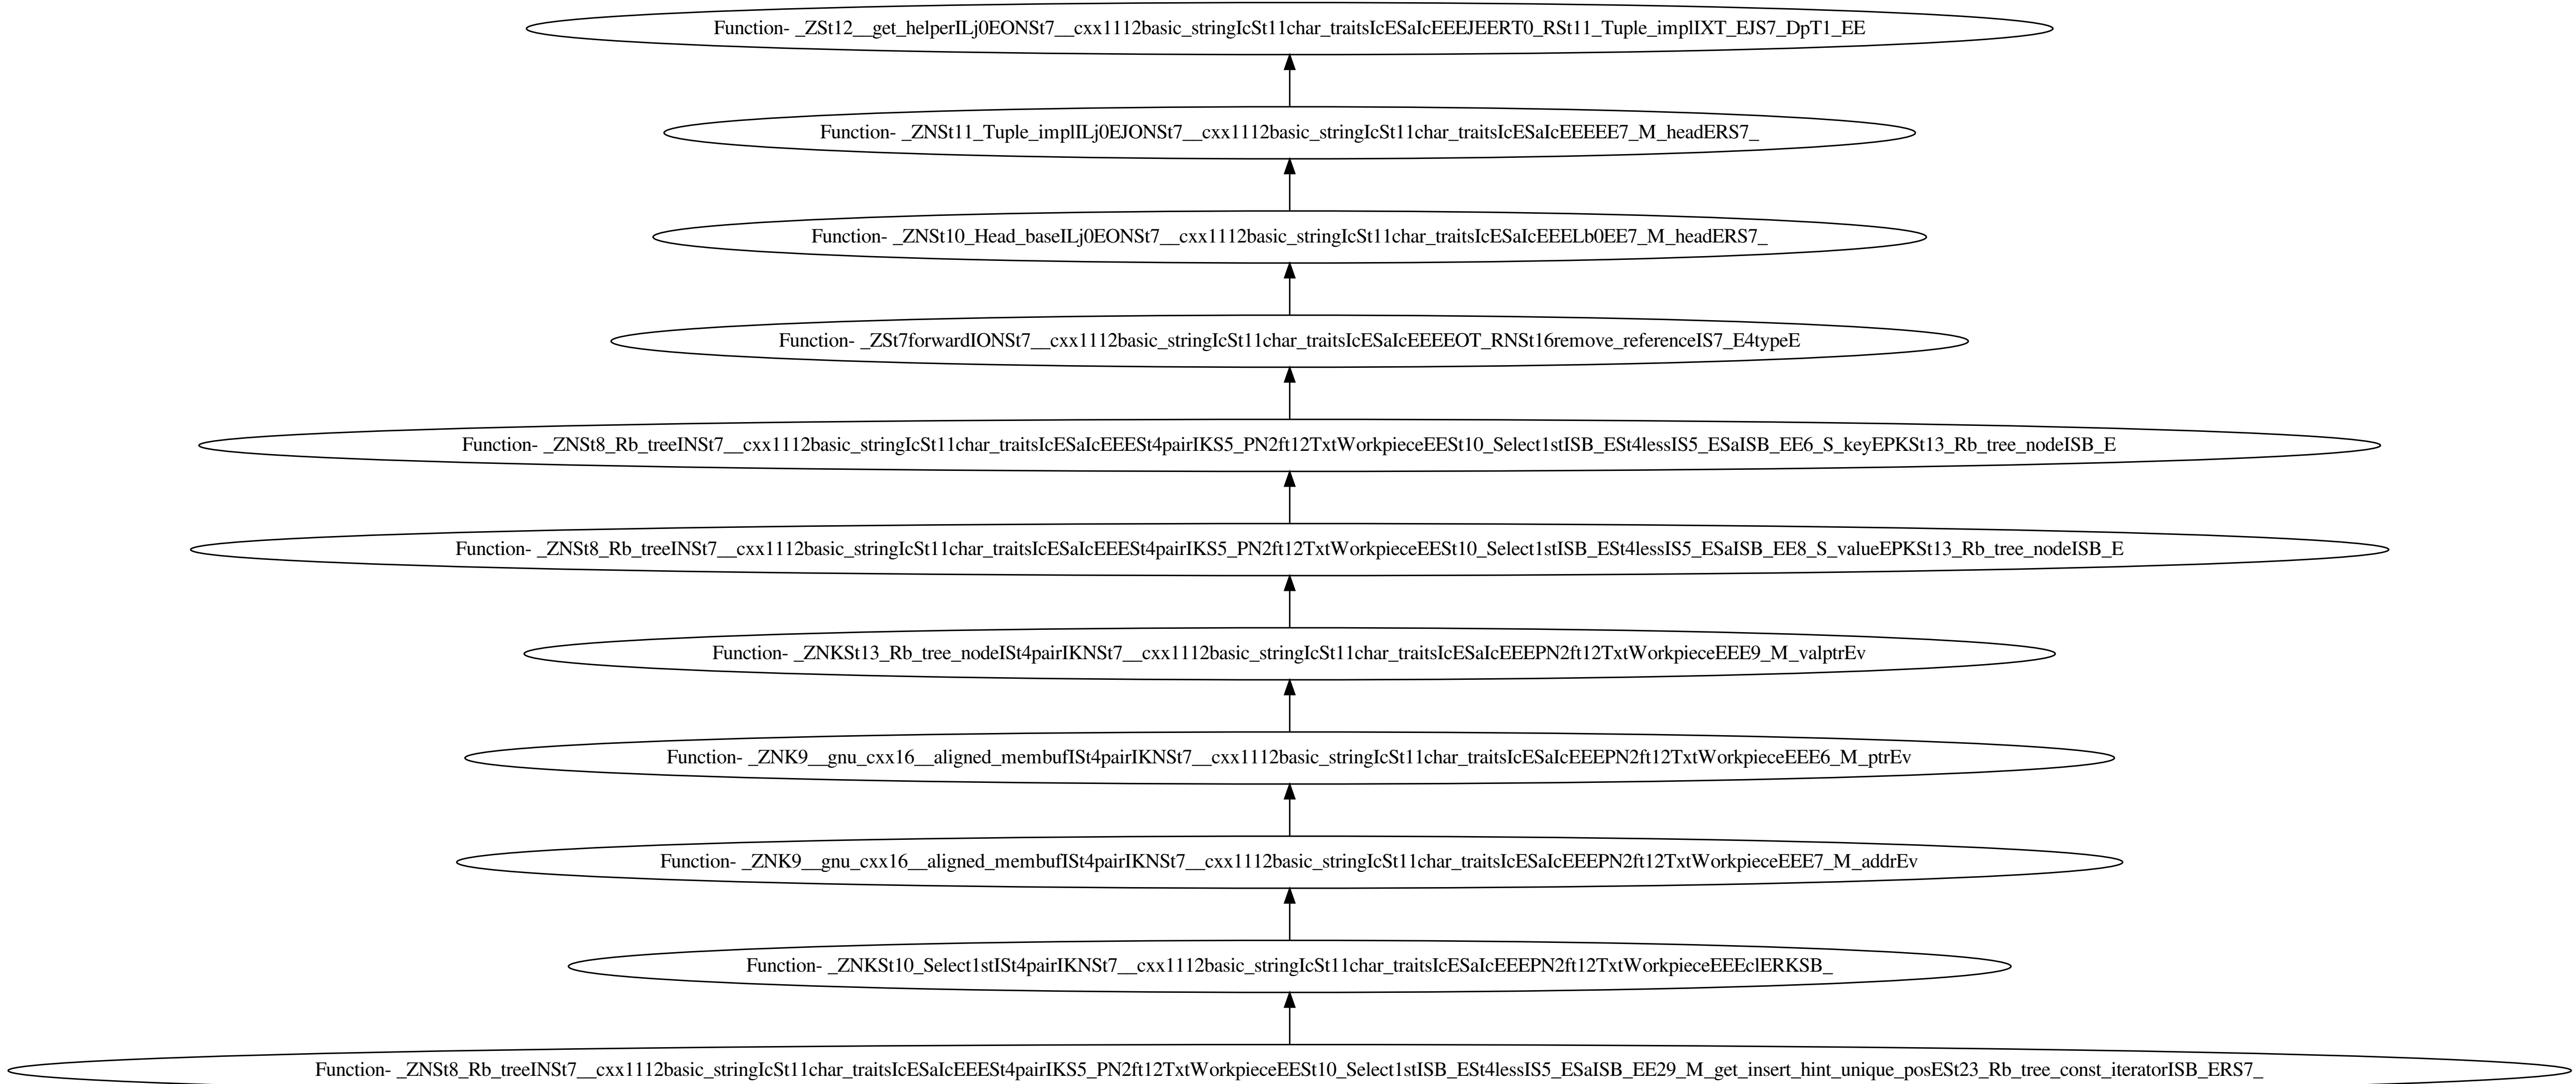 Function- _ZSt12__get_helperILj0EONSt7__cxx1112basic_stringIcSt11char_traitsIcESaIcEEEJEERT0_RSt11_Tuple_implIXT_EJS7_DpT1_EE
Function- _ZNSt11_Tuple_implILj0EJONSt7__cxx1112basic_stringIcSt11char_traitsIcESaIcEEEEE7_M_headERS7_
Function- _ZNSt10_Head_baseILj0EONSt7__cxx1112basic_stringIcSt11char_traitsIcESaIcEEELb0EE7_M_headERS7_
Function- _ZSt7forwardIONSt7__cxx1112basic_stringIcSt11char_traitsIcESaIcEEEEOT_RNSt16remove_referenceIS7_E4typeE
Function- _ZNSt8_Rb_treeINSt7__cxx1112basic_stringIcSt11char_traitsIcESaIcEEESt4pairIKS5_PN2ft12TxtWorkpieceEESt10_Select1stISB_ESt4lessIS5_ESaISB_EE6_S_keyEPKSt13_Rb_tree_nodeISB_E
Function- _ZNSt8_Rb_treeINSt7__cxx1112basic_stringIcSt11char_traitsIcESaIcEEESt4pairIKS5_PN2ft12TxtWorkpieceEESt10_Select1stISB_ESt4lessIS5_ESaISB_EE8_S_valueEPKSt13_Rb_tree_nodeISB_E
Function- _ZNKSt13_Rb_tree_nodeISt4pairIKNSt7__cxx1112basic_stringIcSt11char_traitsIcESaIcEEEPN2ft12TxtWorkpieceEEE9_M_valptrEv
Function- _ZNK9__gnu_cxx16__aligned_membufISt4pairIKNSt7__cxx1112basic_stringIcSt11char_traitsIcESaIcEEEPN2ft12TxtWorkpieceEEE6_M_ptrEv
Function- _ZNK9__gnu_cxx16__aligned_membufISt4pairIKNSt7__cxx1112basic_stringIcSt11char_traitsIcESaIcEEEPN2ft12TxtWorkpieceEEE7_M_addrEv
Function- _ZNKSt10_Select1stISt4pairIKNSt7__cxx1112basic_stringIcSt11char_traitsIcESaIcEEEPN2ft12TxtWorkpieceEEEclERKSB_
Function- _ZNSt8_Rb_treeINSt7__cxx1112basic_stringIcSt11char_traitsIcESaIcEEESt4pairIKS5_PN2ft12TxtWorkpieceEESt10_Select1stISB_ESt4lessIS5_ESaISB_EE29_M_get_insert_hint_unique_posESt23_Rb_tree_const_iteratorISB_ERS7_